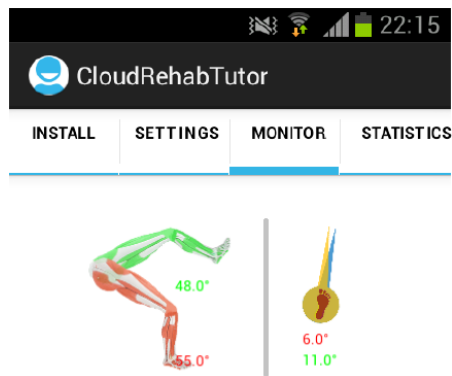 22:15
CloudRehabTutor
INSTALL SETTINGS MONITOR STATISTICS
48.0°
55.0°
6.0°
11.0°